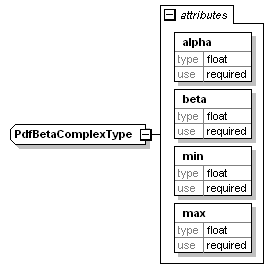 attributes
alpha
type float
use required
beta
type float
use required
PdfBetaComplexType
min
type float
use required
max
type float
use required